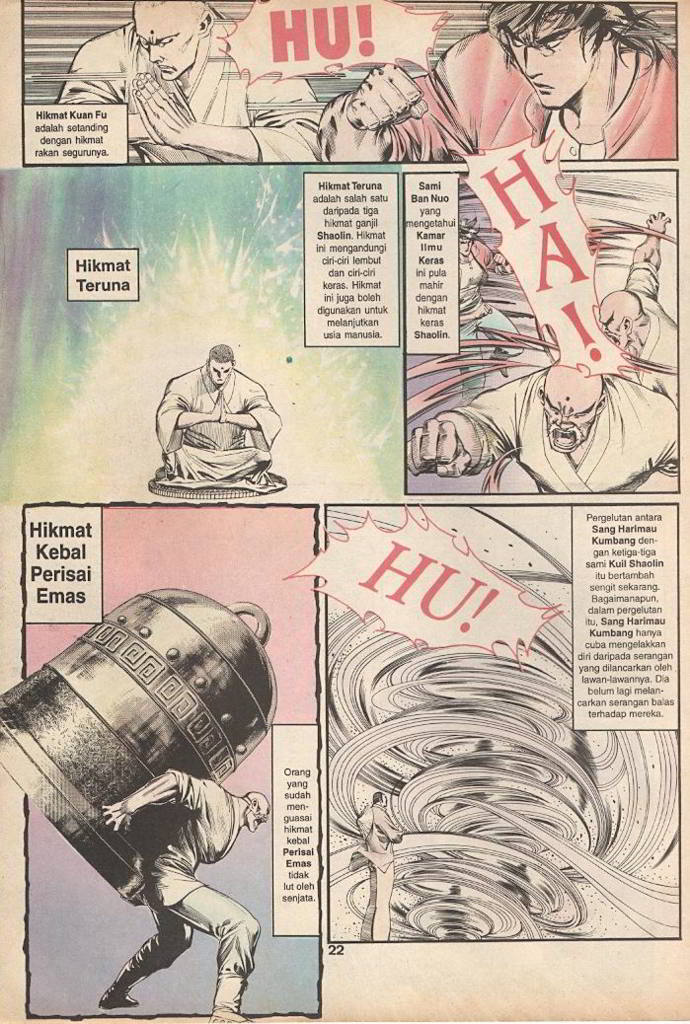 HU!
Hikmat Kuan Fu
adalah setanding
dengan hikmat
rakan segurunya.
Hikmat
Teruna
Hikmat Teruna
adalah salah satu
daripada tiga
hikmat ganjil
Shaolin. Hikmat
ini mengandungi
ciri-ciri lembut
dan ciri-ciri
keras. Hikmat
ini juga boleh
digunakan untuk
melanjutkan
usia manusia.
Sami
Ban Nuo
yang
mengetahui
Kamar
Ilmu
Keras
ini pula
mahir
dengan
hikmat
keras
Shaolin.
HA!
Hikmat
Kebal
Perisai
Emas
Orang
yang
sudah
men-
guasai
hikmat
kebal
Perisai
Emas
tidak
lut oleh
senjata.
HU!
Pergelutan antara
Sang Harimau
Kumbang den-
gan ketiga-tiga
sami Kuil Shaolin
itu bertambah
sengit sekarang.
Bagaimanapun,
dalam pergelutan
itu, Sang Harimau
Kumbang hanya
cuba mengelakkan
diri daripada serangan
yang dilancarkan oleh
lawan-lawannya. Dia
belum lagi melan-
carkan serangan balas
terhadap mereka.
22